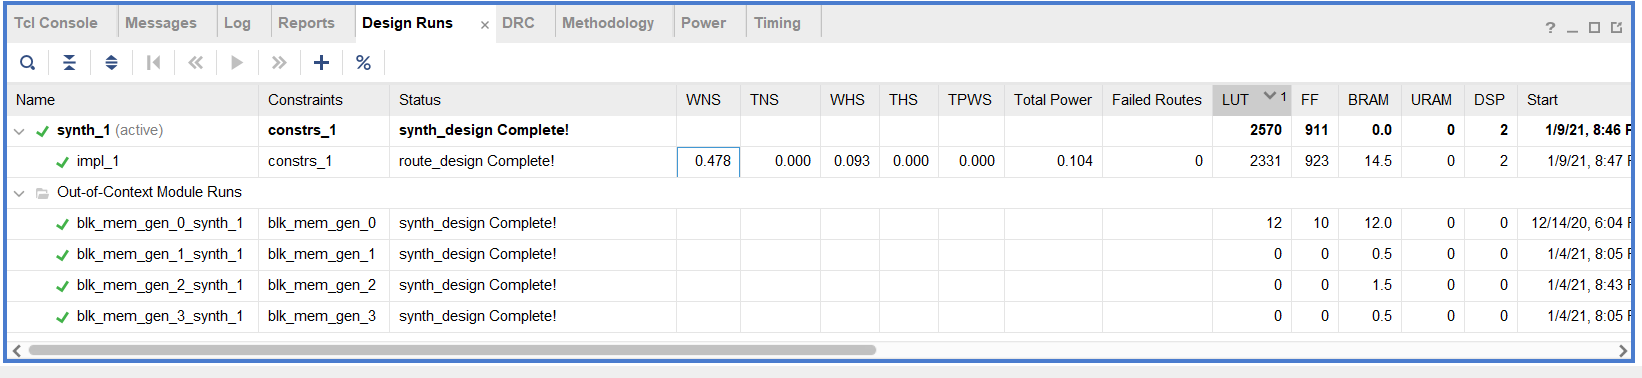 Tcl Console Messages Log Reports Design Runs × DRC Methodology Power Timing ? _
%
Name Constraints Status WNS TNS WHS THS TPWS Total Power Failed Routes LUT 1 FF BRAM URAM DSP Start
synth_1 (active) constrs_1 synth_design Complete! 2570 911 0.0 0 2 1/9/21, 8:46 P
impl_1 constrs_1 route_design Complete! 0.478 0.000 0.093 0.000 0.000 0.104 0 2331 923 14.5 0 2 1/9/21, 8:47 P
Out-of-Context Module Runs
blk_mem_gen_0_synth_1 blk_mem_gen_0 synth_design Complete! 12 10 12.0 0 0 12/14/20, 6:04 P
blk_mem_gen_1_synth_1 blk_mem_gen_1 synth_design Complete! 0 0 0.5 0 0 1/4/21, 8:05 P
blk_mem_gen_2_synth_1 blk_mem_gen_2 synth_design Complete! 0 0 1.5 0 0 1/4/21, 8:43 P
blk_mem_gen_3_synth_1 blk_mem_gen_3 synth_design Complete! 0 0 0.5 0 0 1/4/21, 8:05 P